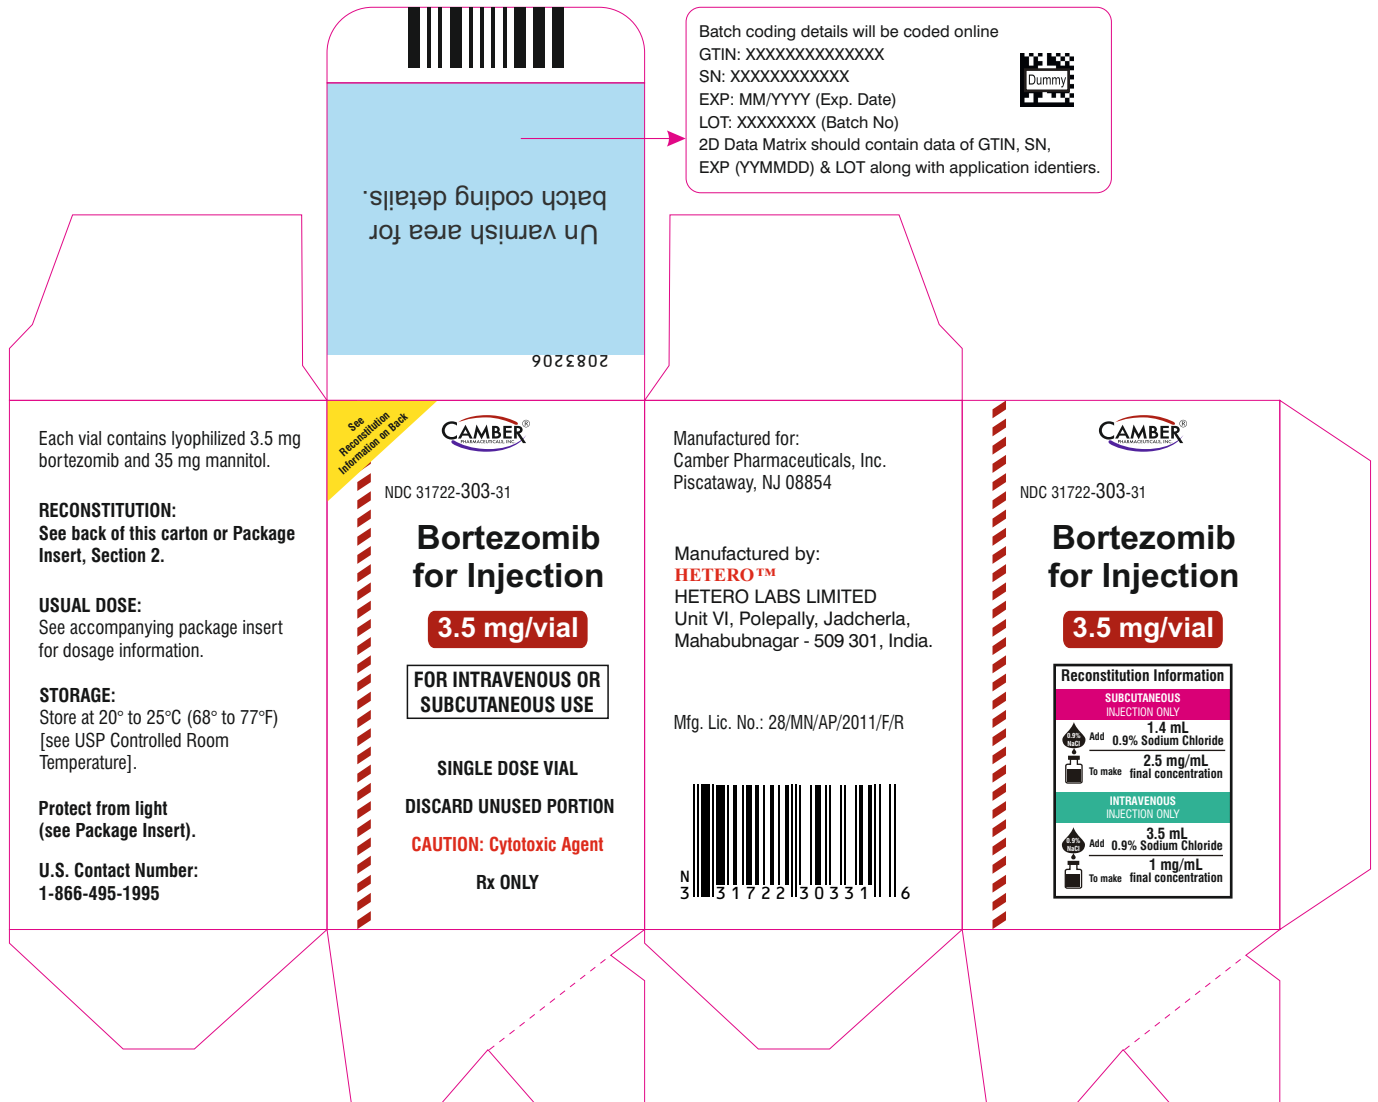 Batch coding details will be coded online
GTIN: XXXXXXXXXXXXXX
SN: XXXXXXXXXXXX
EXP: MM/YYYY (Exp. Date)
LOT: XXXXXXXX (Batch No)
2D Data Matrix should contain data of GTIN, SN,
EXP (YYMMDD) & LOT along with application identiers.
Dummy
Un varnish area for
batch coding details.
2083206
Each vial contains lyophilized 3.5 mg
bortezomib and 35 mg mannitol.
RECONSTITUTION:
See back of this carton or Package
Insert, Section 2.
USUAL DOSE:
See accompanying package insert
for dosage information.
STORAGE:
Store at 20° to 25°C (68° to 77°F)
[see USP Controlled Room
Temperature].
Protect from light
(see Package Insert).
U.S. Contact Number:
1-866-495-1995
See
Reconstitution
Information on Back
CAMBER®
PHARMACEUTICALS, INC
NDC 31722-303-31
Bortezomib
for Injection
3.5 mg/vial
FOR INTRAVENOUS OR
SUBCUTANEOUS USE
SINGLE DOSE VIAL
DISCARD UNUSED PORTION
CAUTION: Cytotoxic Agent
Rx ONLY
Manufactured for:
Camber Pharmaceuticals, Inc.
Piscataway, NJ 08854
Manufactured by:
HETERO™
HETERO LABS LIMITED
Unit VI, Polepally, Jadcherla,
Mahabubnagar - 509 301, India.
Mfg. Lic. No.: 28/MN/AP/2011/F/R
N
3 31722 30331 6
CAMBER®
PHARMACEUTICALS, INC
NDC 31722-303-31
Bortezomib
for Injection
3.5 mg/vial
Reconstitution Information
SUBCUTANEOUS
INJECTION ONLY
0.9%
NaCl
Add
1.4 mL
0.9% Sodium Chloride
To make
2.5 mg/mL
final concentration
INTRAVENOUS
INJECTION ONLY
0.9%
NaCl
Add
3.5 mL
0.9% Sodium Chloride
To make
1 mg/mL
final concentration